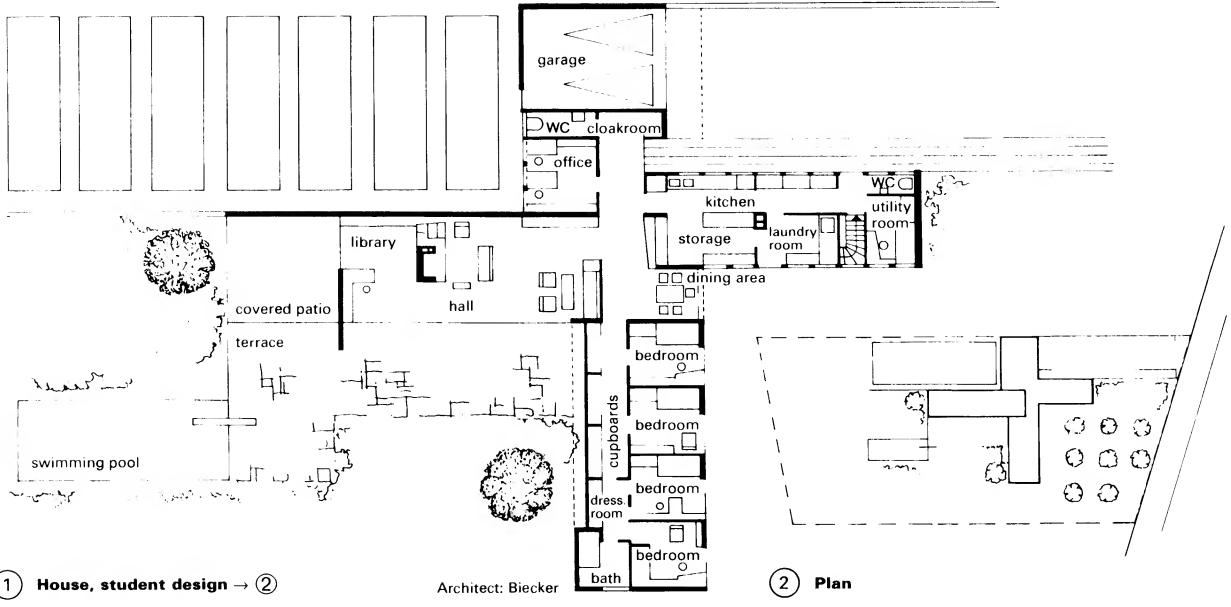 garage
WC cloakroom
office
WC
kitchen
utility
room
library
storage
laundry
room
dining area
covered patio
hall
terrace
bedroom
cupboards
bedroom
swimming pool
bedroom
dress.
room
bedroom
bath
1 House, student design → 2
Architect: Biecker
2 Plan